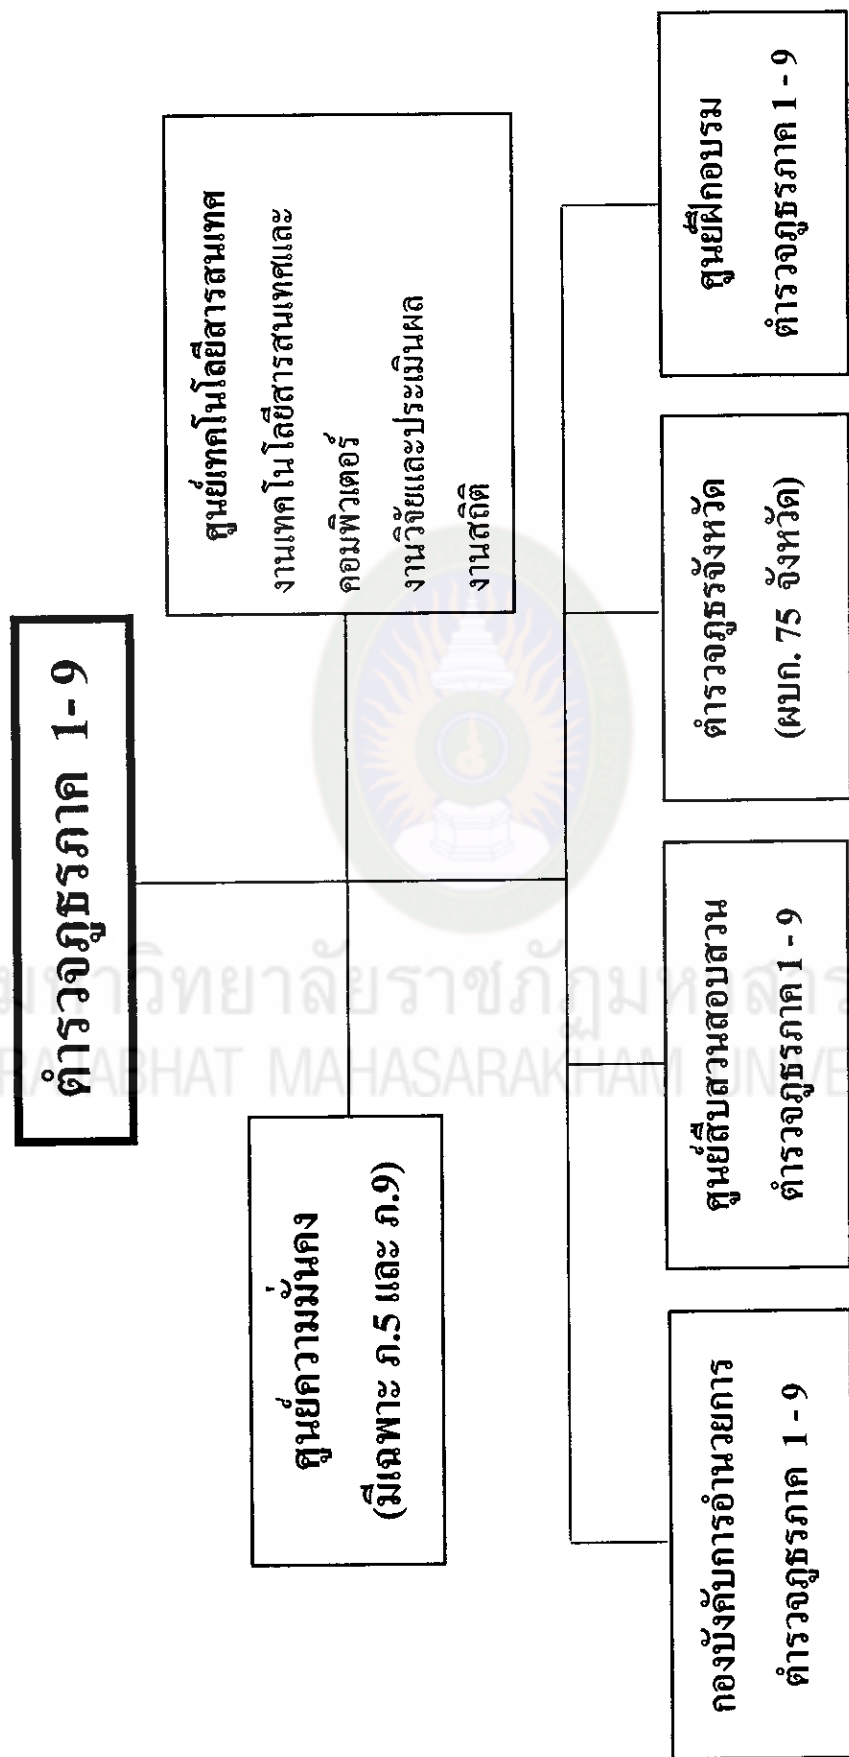 ตำรวจภูธรภาค 1-9
ศูนย์ความมั่นคง
(มีเฉพาะ ภ.5 และ ภ.9)
ศูนย์เทคโนโลยีสารสนเทศ
งานเทคโนโลยีสารสนเทศและ
คอมพิวเตอร์
งานวิจัยและประเมินผล
งานสถิติ
กองบังคับการอำนวยการ
ตำรวจภูธรภาค 1 - 9
ศูนย์สืบสวนสอบสวน
ตำรวจภูธรภาค 1 - 9
ตำรวจภูธรจังหวัด
(ผบก. 75 จังหวัด)
ศูนย์ฝึกอบรม
ตำรวจภูธรภาค 1 - 9
มหาวิทยาลัยราชภัฏมหาสาร
RAJABHAT MAHASARAKHAM UNIVE